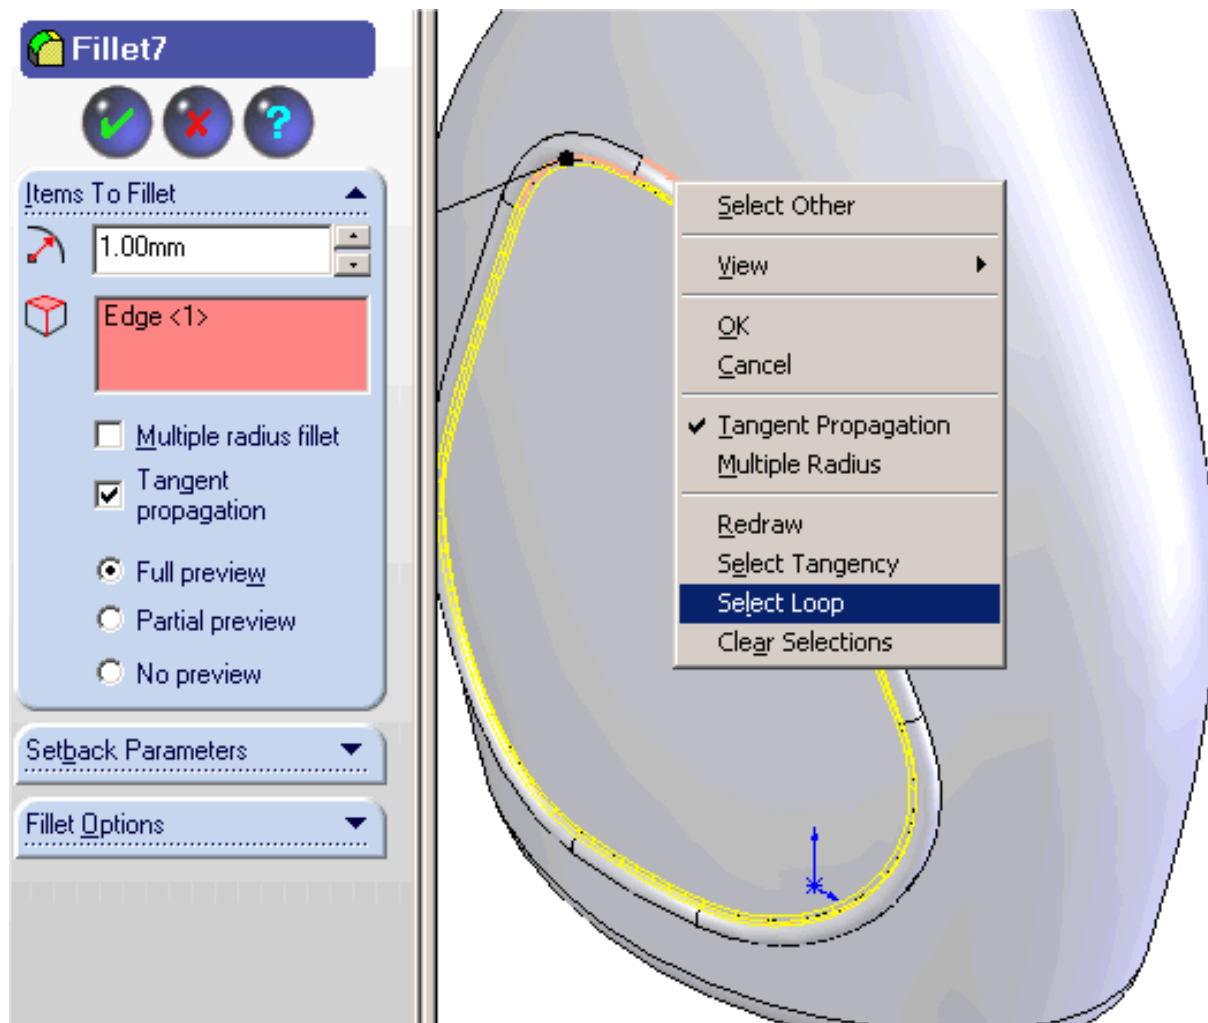 Fillet7
?
Items To Fillet
1.00mm
Edge <1>
Multiple radius fillet
Tangent
propagation
Full preview
Partial preview
No preview
Setback Parameters
Fillet Options
Select Other
View
OK
Cancel
Tangent Propagation
Multiple Radius
Redraw
Select Tangency
Select Loop
Clear Selections